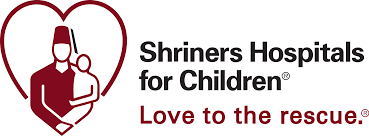 Shriners Hospitals
for Children®
Love to the rescue.®